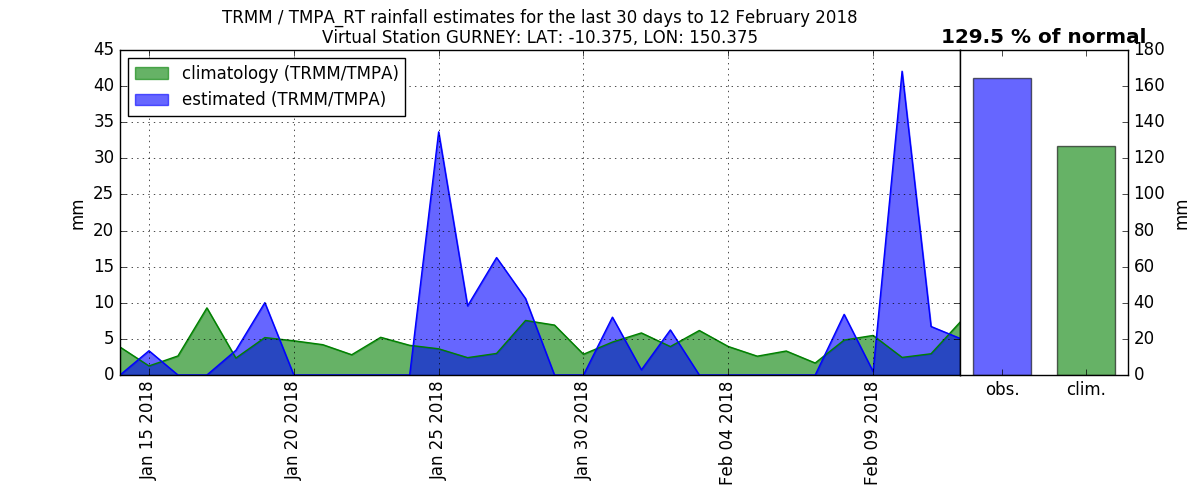 TRMM / TMPA_RT rainfall estimates for the last 30 days to 12 February 2018
Virtual Station GURNEY: LAT: -10.375, LON: 150.375
129.5 % of normal
climatology (TRMM/TMPA)
estimated (TRMM/TMPA)
45
40
35
30
25
20
15
10
5
0
mm
Jan 15 2018
Jan 20 2018
Jan 25 2018
Jan 30 2018
Feb 04 2018
Feb 09 2018
180
160
140
120
100
80
60
40
20
0
mm
obs.
clim.